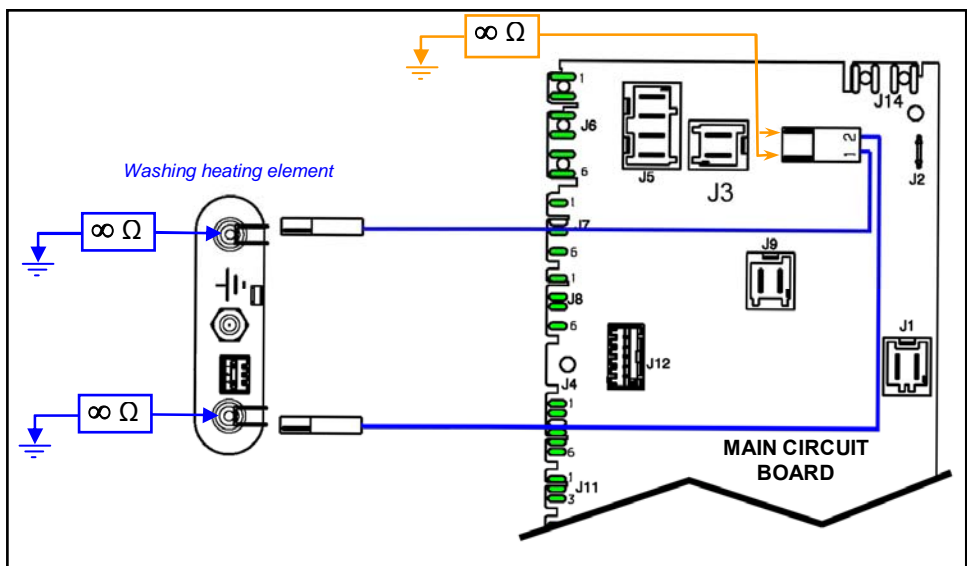 ∞ Ω
1
J14
J6
2
1
J5
J3
J2
6
Washing heating element
1
∞ Ω
J7
6
J9
1
J8
6
J12
J1
J4
1
∞ Ω
6
MAIN CIRCUIT
BOARD
1
J11
3